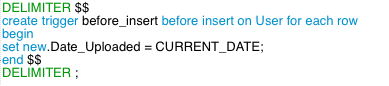 DELIMITER $$
create trigger before_insert before insert on User for each row
begin
set new.Date_Uploaded = CURRENT_DATE;
end $$
DELIMITER ;